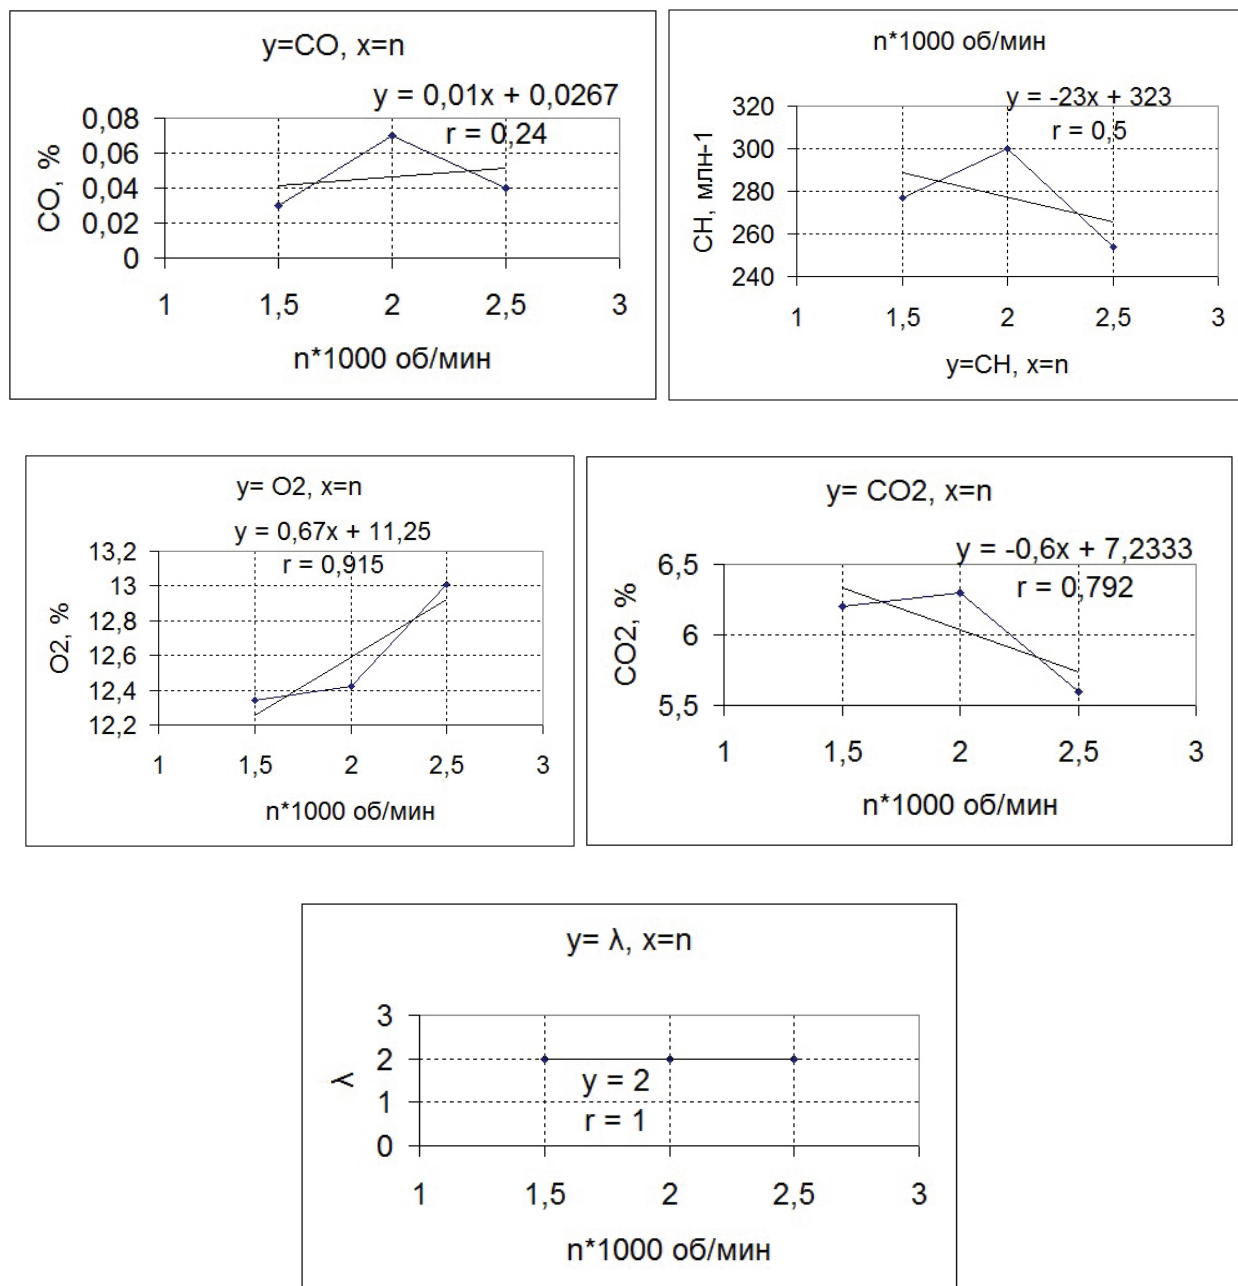 y=CO, x=n
y = 0,01x + 0,0267
r = 0,24
0,08
0,06
0,04
0,02
0
CO, %
1 1,5 2 2,5 3
n*1000 об/мин
n*1000 об/мин
y = -23x + 323
r = 0,5
320
300
280
260
240
CH, млн-1
1 1,5 2 2,5 3
y=CH, x=n
y= O2, x=n
y = 0,67x + 11,25
r = 0,915
13,2
13
12,8
12,6
12,4
12,2
O2, %
1 1,5 2 2,5 3
n*1000 об/мин
y= CO2, x=n
y = -0,6x + 7,2333
r = 0,792
6,5
6
5,5
CO2, %
1 1,5 2 2,5 3
n*1000 об/мин
y= λ, x=n
3
2
1
0
λ
y = 2
r = 1
1 1,5 2 2,5 3
n*1000 об/мин